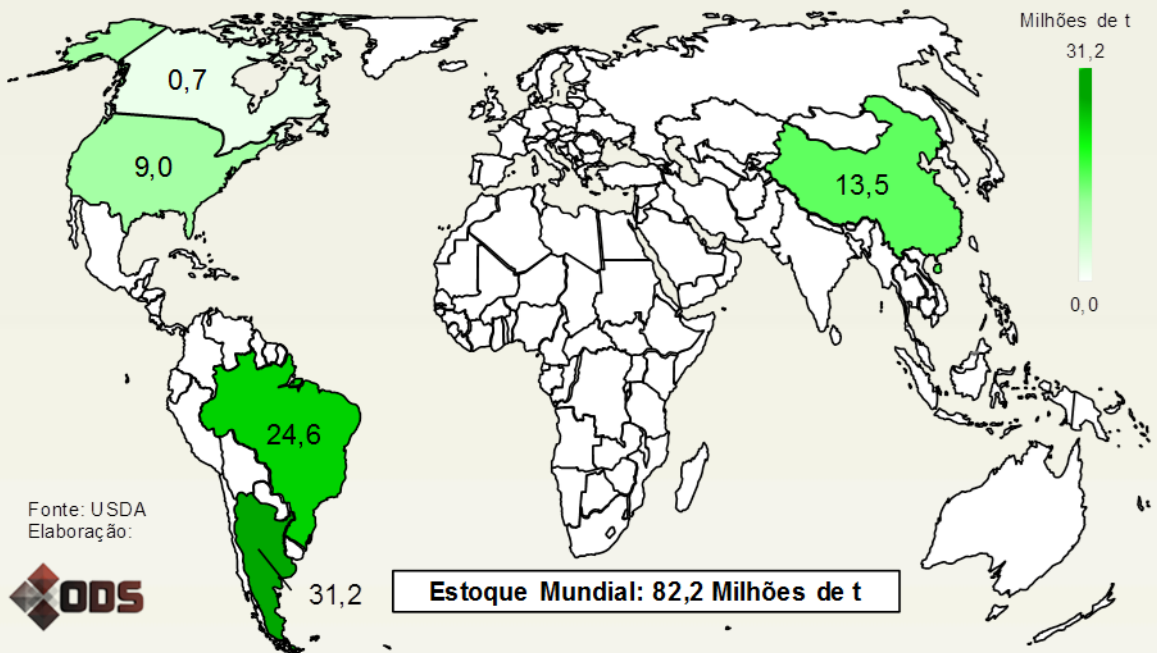 Milhões de t
31,2
0,7
9,0
13,5
0,0
24,6
Fonte: USDA
Elaboração:
ODS
31,2
Estoque Mundial: 82,2 Milhões de t